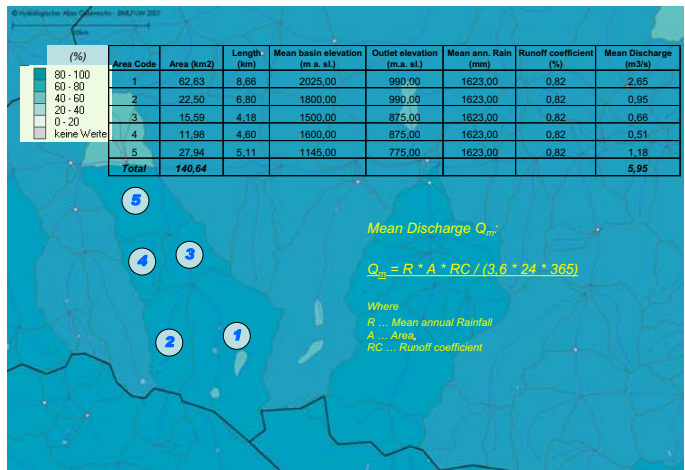 © Hydrologischer Atlas Österreichs - BMLFUW 2007
10km
(%)
80 - 100
60 - 80
40 - 60
20 - 40
0 - 20
keine Werte
Area Code Area (km2) Length (km) Mean basin elevation (m a. sl.) Outlet elevation (m.a. sl.) Mean ann. Rain (mm) Runoff coefficient (%) Mean Discharge (m3/s)
1 62,63 8,66 2025,00 990,00 1623,00 0,82 2,65
2 22,50 6,80 1800,00 990,00 1623,00 0,82 0,95
3 15,59 4,18 1500,00 875,00 1623,00 0,82 0,66
4 11,98 4,60 1600,00 875,00 1623,00 0,82 0,51
5 27,94 5,11 1145,00 775,00 1623,00 0,82 1,18
Total 140,64 5,95
5
4
3
2
1
Mean Discharge Qm:
Qm = R * A * RC / (3,6 * 24 * 365)
Where
R … Mean annual Rainfall
A … Area,
RC … Runoff coefficient